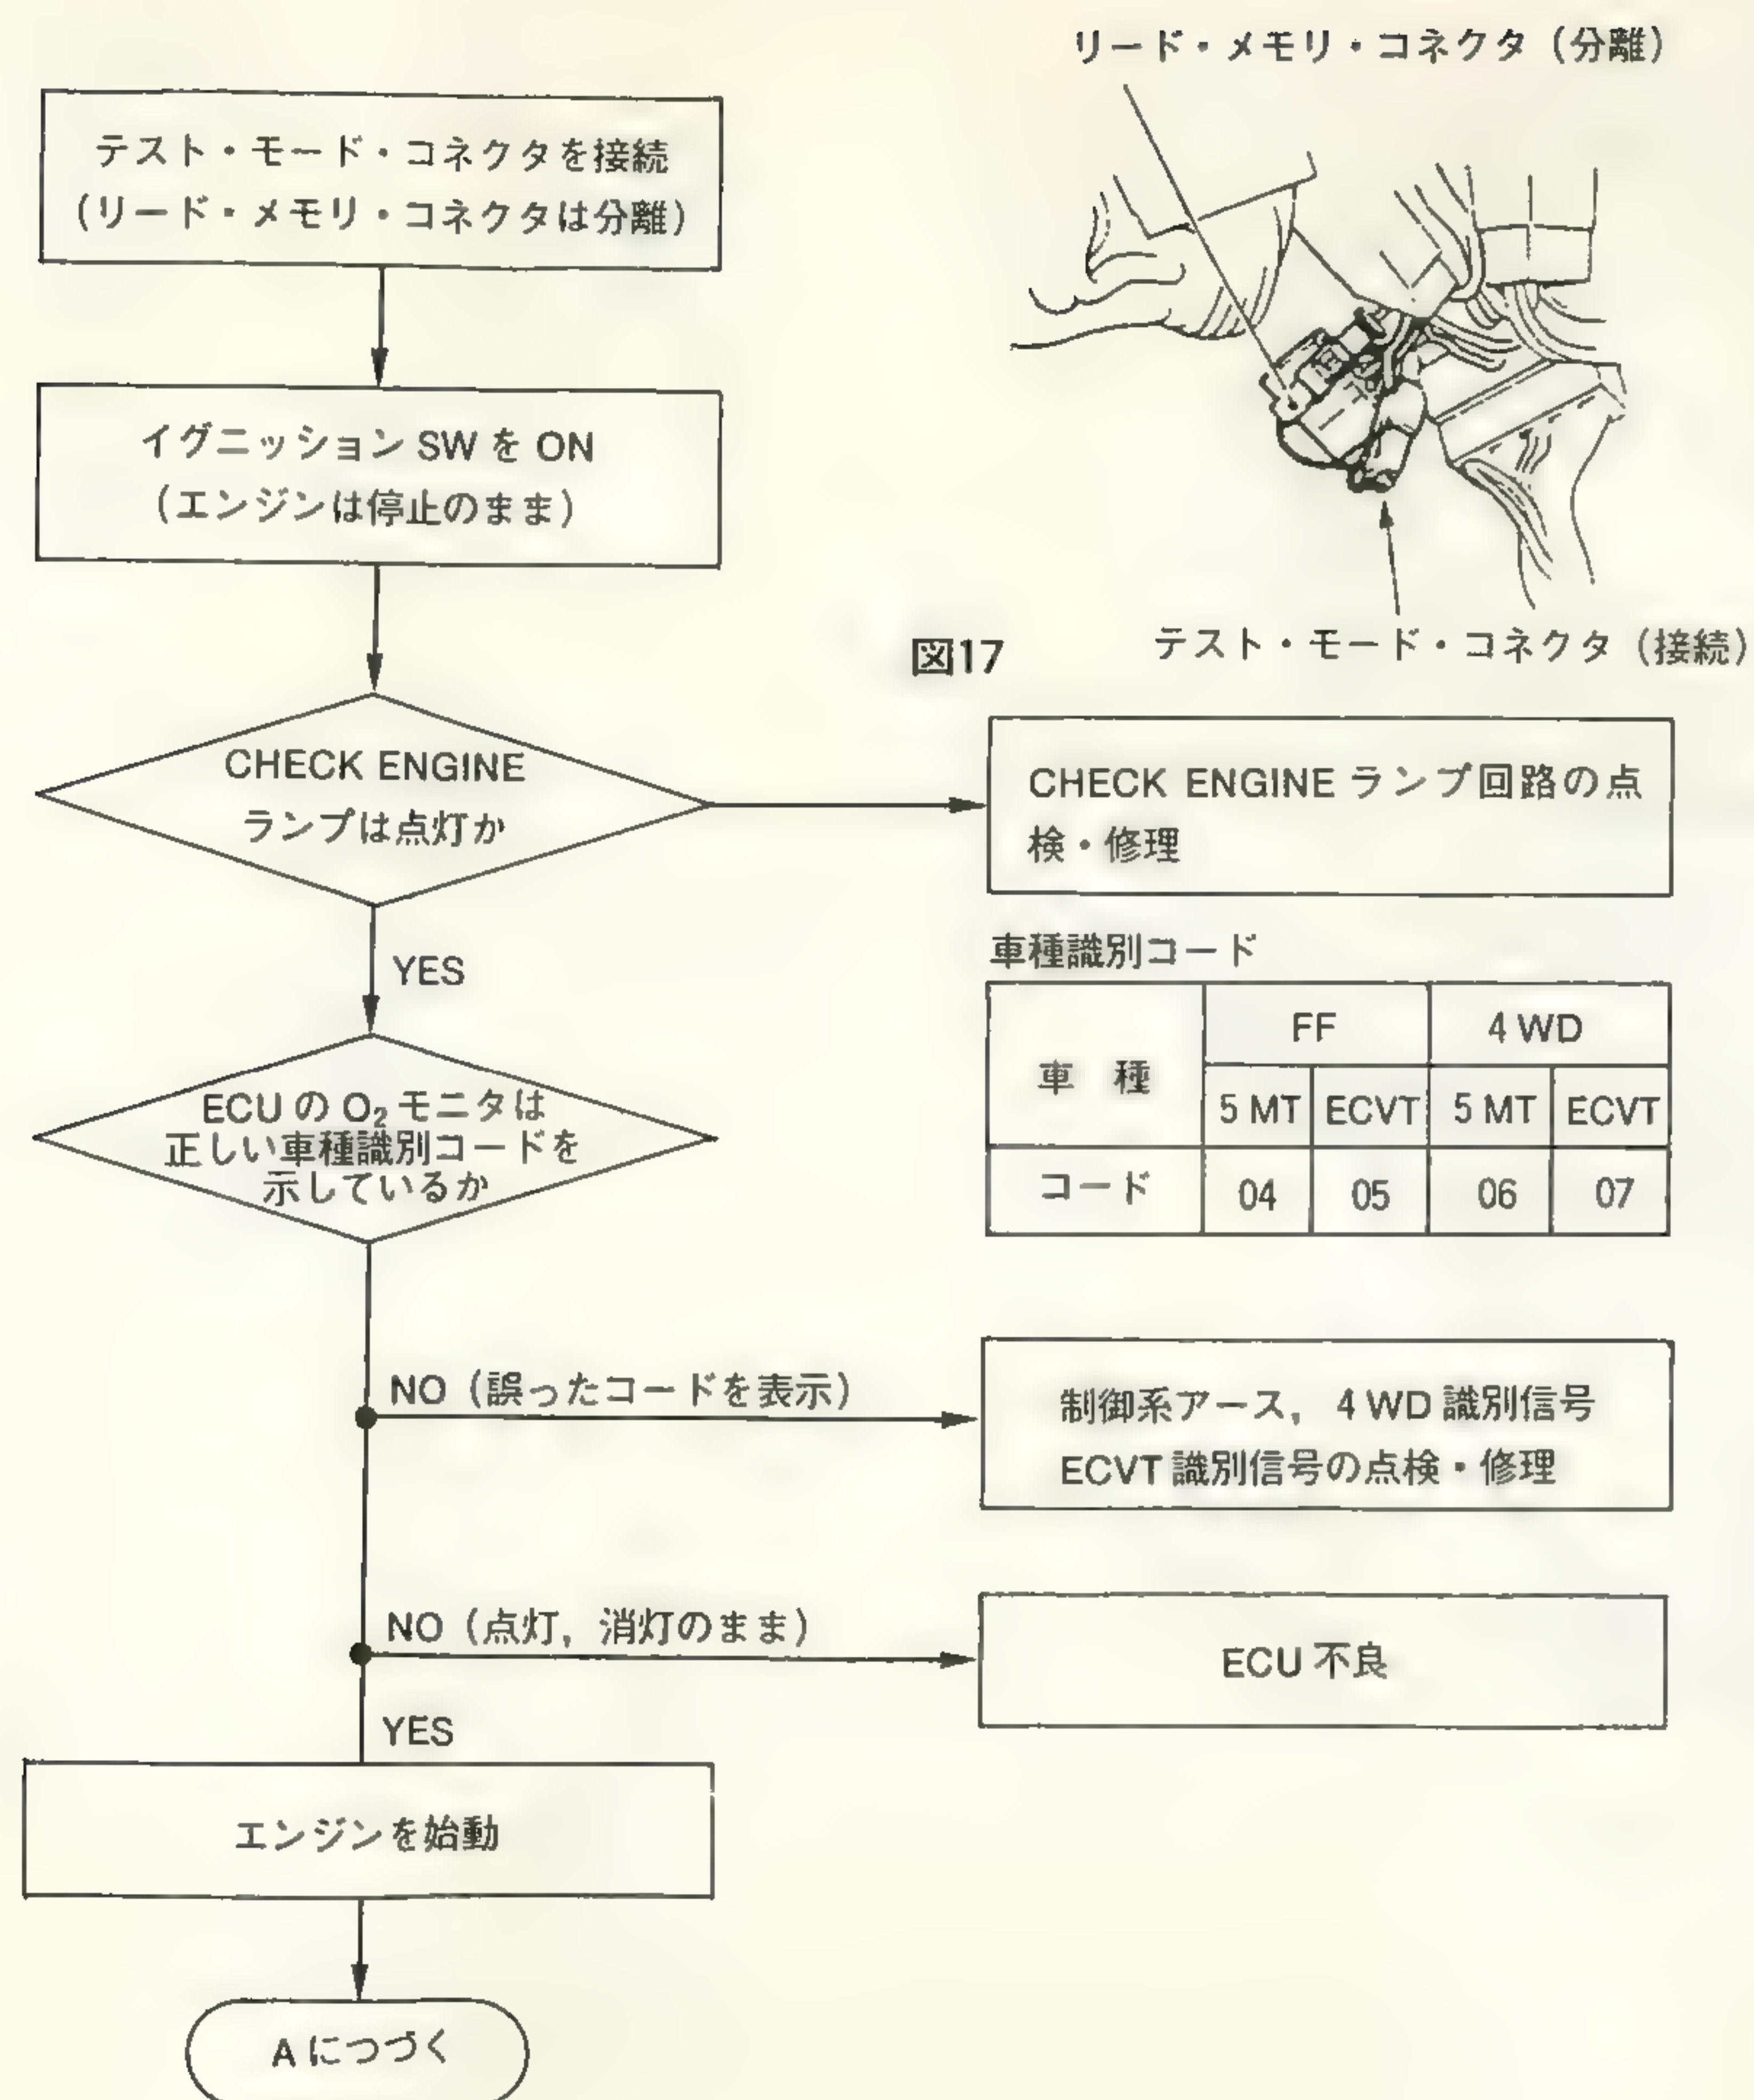 リード・メモリ・コネクタ（分離）
テスト・モード・コネクタを接続
（リード・メモリ・コネクタは分離）
イグニッション SW を ON
（エンジンは停止のまま）
図17
テスト・モード・コネクタ（接続）
CHECK ENGINE
ランプは点灯か
CHECK ENGINE ランプ回路の点
検・修理
YES
車種識別コード
車 種 FF 4 WD
5 MT ECVT 5 MT ECVT
コード 04 05 06 07
ECU の O₂ モニタは
正しい車種識別コードを
示しているか
NO（誤ったコードを表示）
制御系アース，4 WD 識別信号
ECVT 識別信号の点検・修理
NO（点灯，消灯のまま）
ECU 不良
YES
エンジンを始動
A につづく